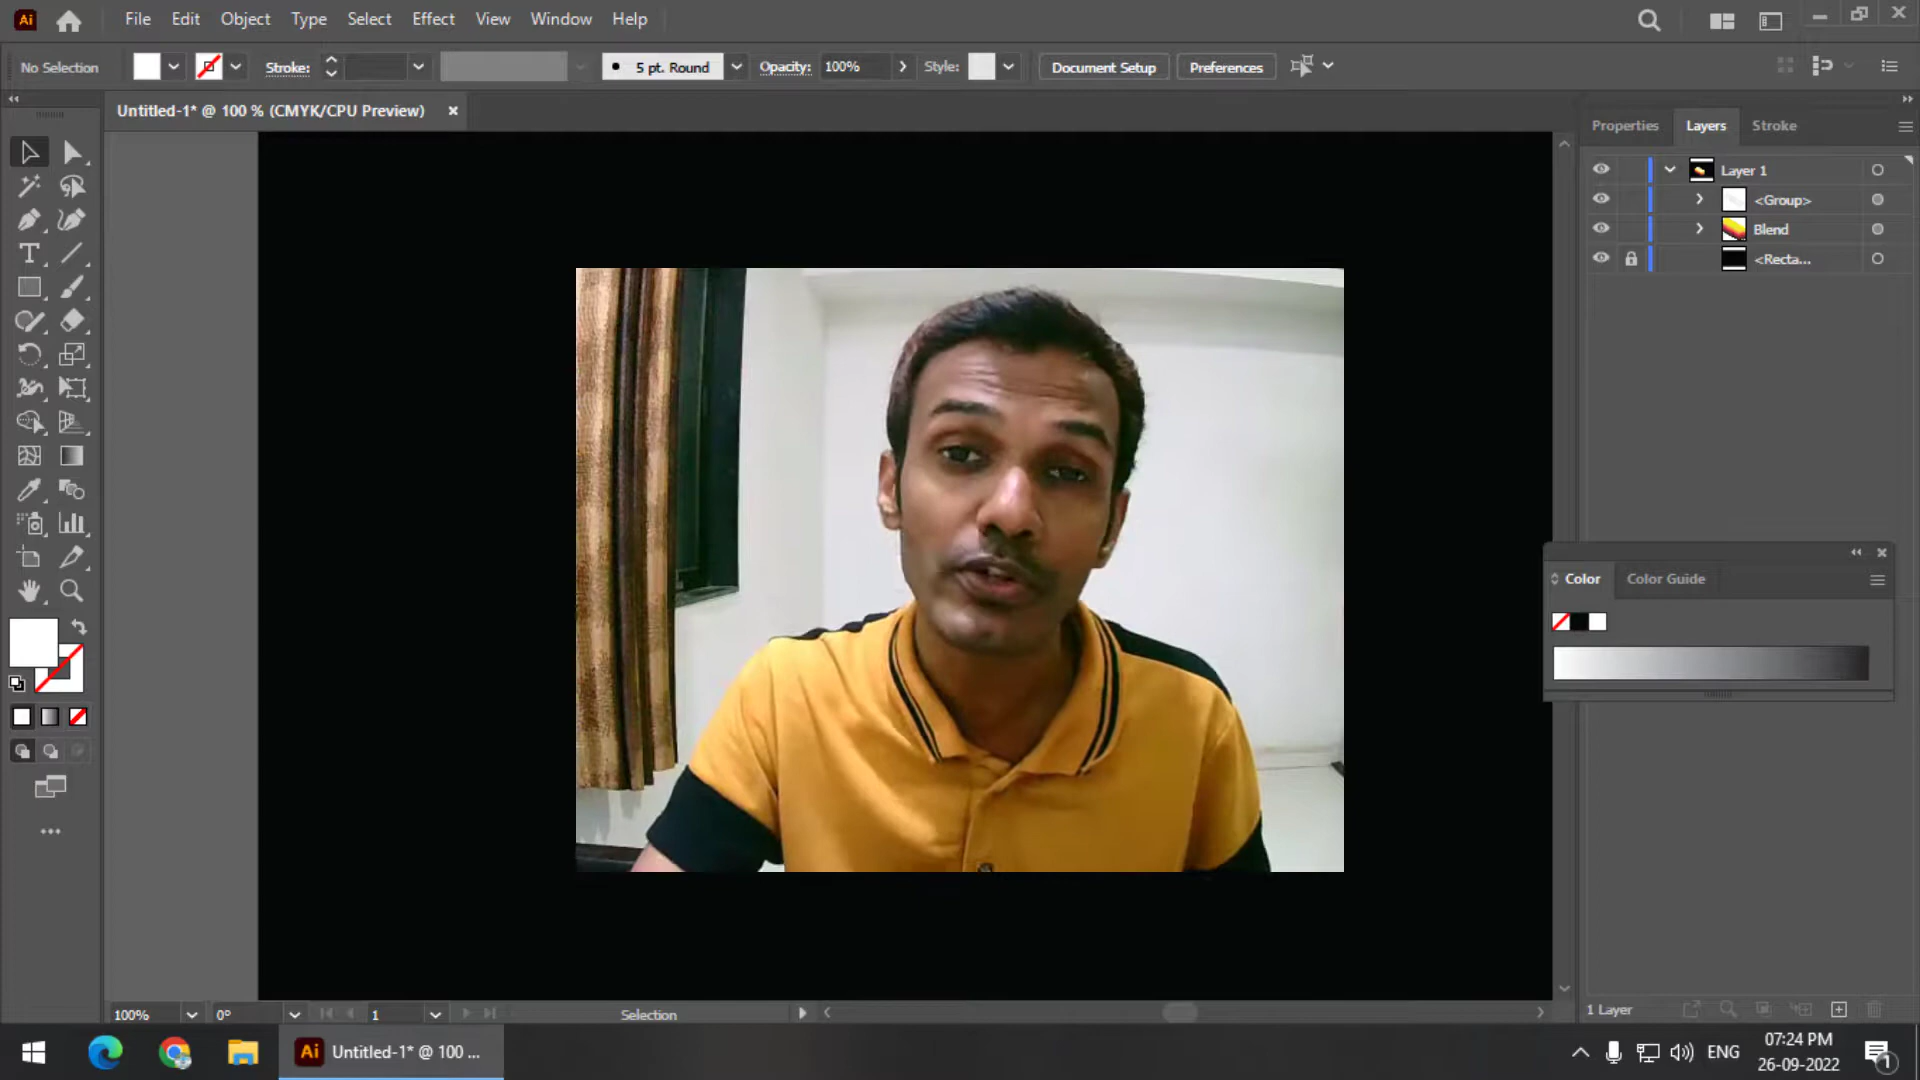 Ai File Edit Object Type Select Effect View Window Help
No Selection Stroke: 5 pt. Round Opacity: 100% Style: Document Setup Preferences
Untitled-1* @ 100 % (CMYK/CPU Preview)
Properties Layers Stroke
Layer 1
<Group>
Blend
<Recta...
Color Color Guide
100% 0° 1 Selection
1 Layer
Ai Untitled-1* @ 100 ...
ENG
07:24 PM
26-09-2022
1